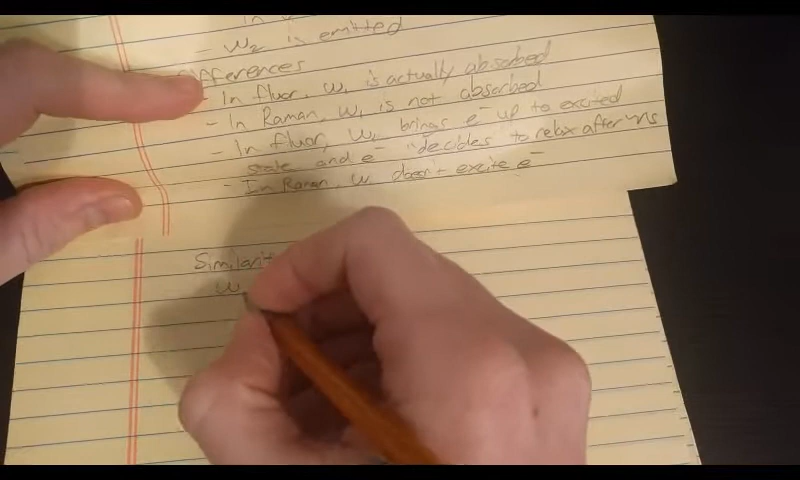 - ω₂ is emitted
Differences
- In fluor, ω₁ is actually absorbed
- In Raman, ω₁ is not absorbed
- In fluor, ω₁ brings e⁻ up to excited
state and e⁻ "decides to relax after ns
- In Raman, ω₁ doesn't excite e⁻
Similarit
ω